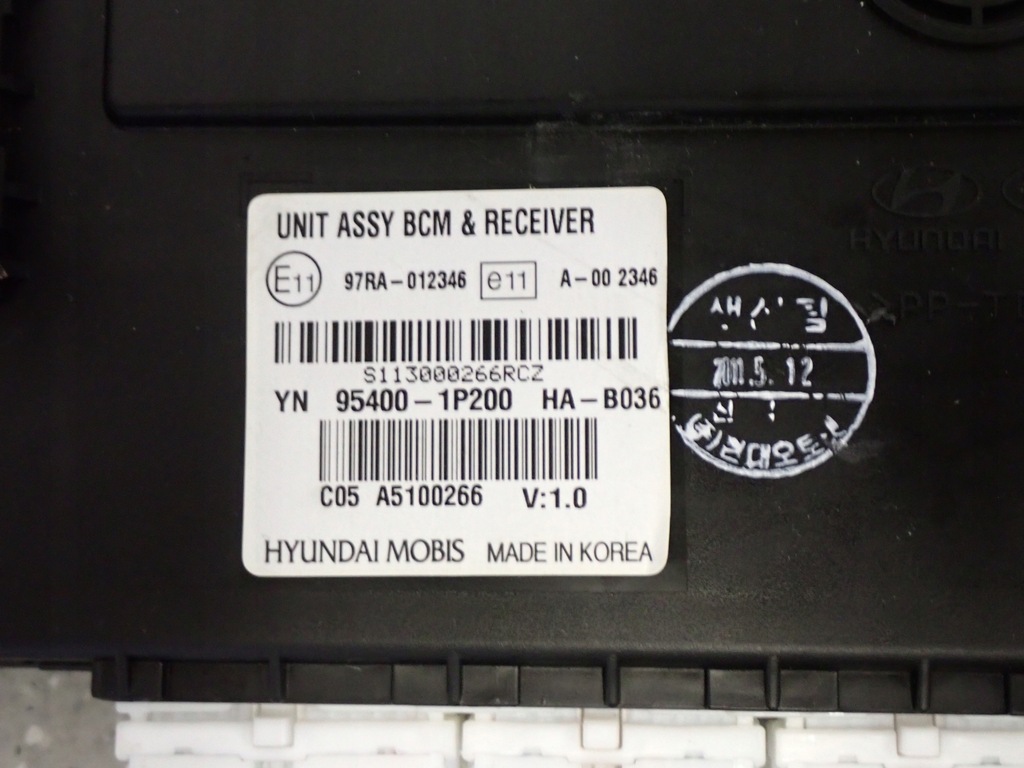 UNIT ASSY BCM & RECEIVER
E11 97RA-012346 e11 A-00 2346
S113000266RCZ
YN 95400-1P200 HA-B036
C05 A5100266 V:1.0
HYUNDAI MOBIS MADE IN KOREA
HYUNDAI
2011.5.12